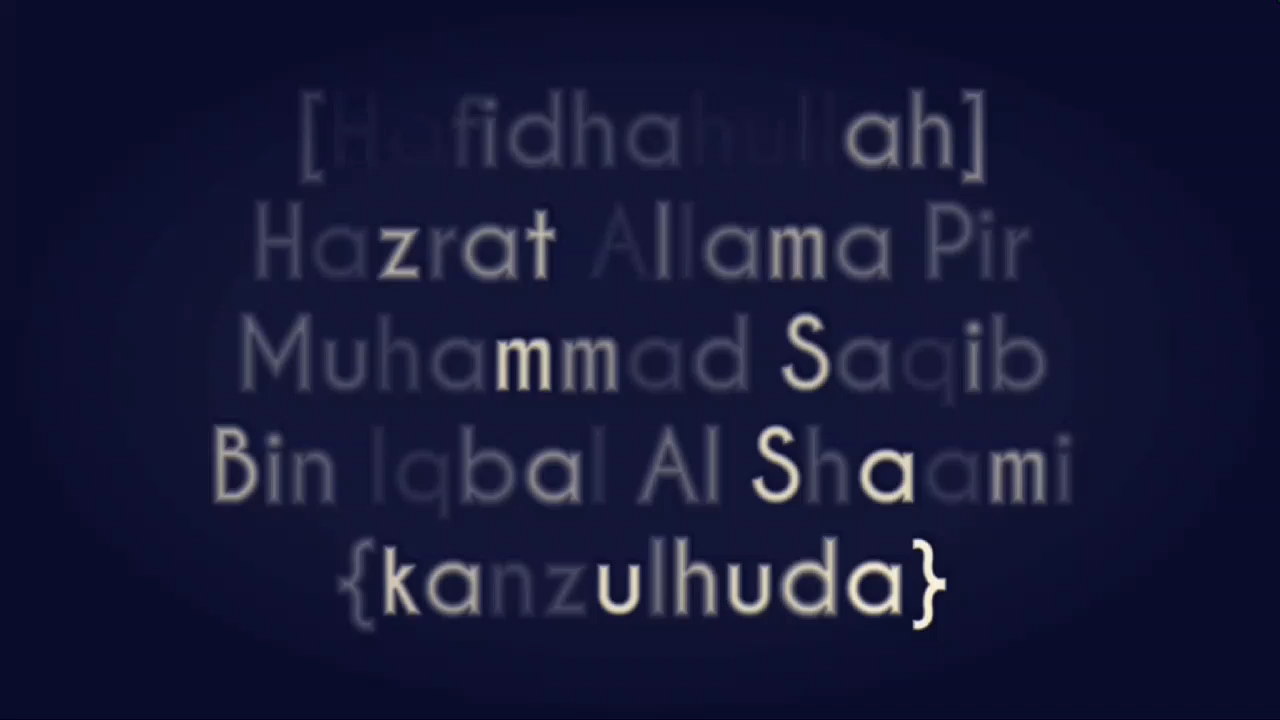 [Hafidhahullah]
Hazrat Allama Pir
Muhammad Saqib
Bin Iqbal Al Shaami
{kanzulhuda}